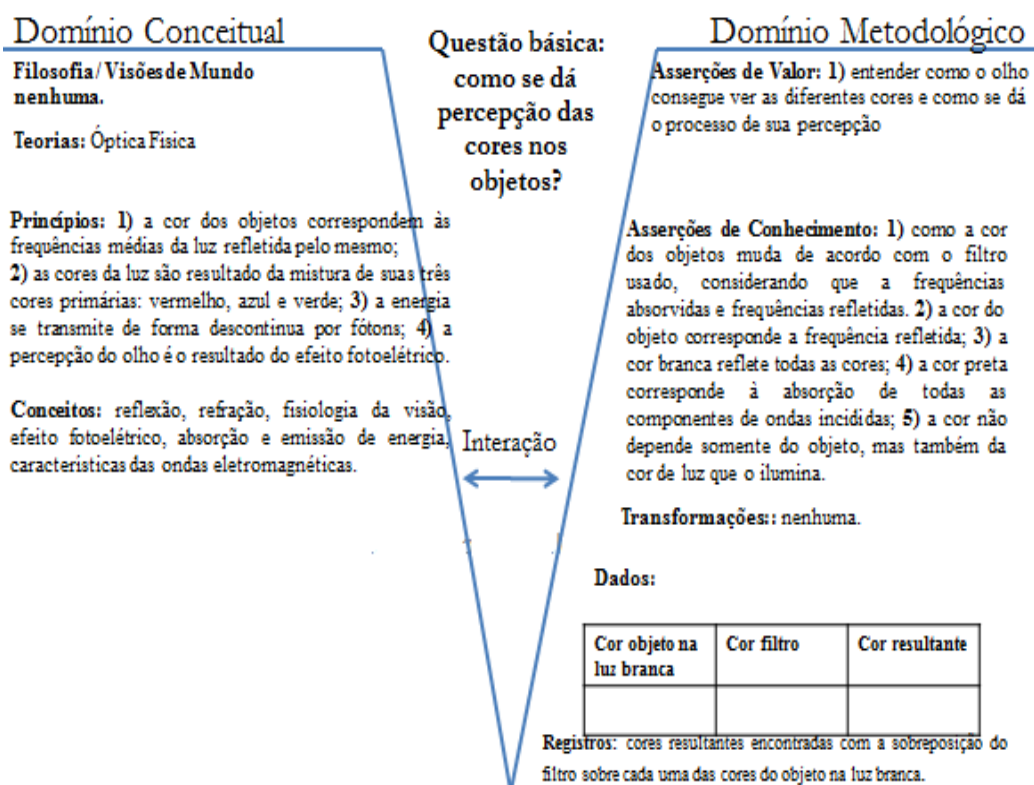 Domínio Conceitual
Filosofia/ Visões de Mundo
nenhuma.
Teorias: Óptica Física
Princípios: 1) a cor dos objetos correspondem às
frequências médias da luz refletida pelo mesmo;
2) as cores da luz são resultado da mistura de suas três
cores primárias: vermelho, azul e verde; 3) a energia
se transmite de forma descontinua por fótons; 4) a
percepção do olho é o resultado do efeito fotoelétrico.
Conceitos: reflexão, refração, fisiologia da visão,
efeito fotoelétrico, absorção e emissão de energia,
características das ondas eletromagnéticas.
Questão básica:
como se dá
percepção das
cores nos
objetos?
Interação
Domínio Metodológico
Asserções de Valor: 1) entender como o olho
consegue ver as diferentes cores e como se dá
o processo de sua percepção
Asserções de Conhecimento: 1) como a cor
dos objetos muda de acordo com o filtro
usado, considerando que a frequências
absorvidas e frequências refletidas. 2) a cor do
objeto corresponde a frequência refletida; 3) a
cor branca reflete todas as cores; 4) a cor preta
corresponde à absorção de todas as
componentes de ondas incididas; 5) a cor não
depende somente do objeto, mas também da
cor de luz que o ilumina.
Transformações:: nenhuma.
Dados:
Cor objeto na
luz branca
Cor filtro
Cor resultante
Registros: cores resultantes encontradas com a sobreposição do
filtro sobre cada uma das cores do objeto na luz branca.